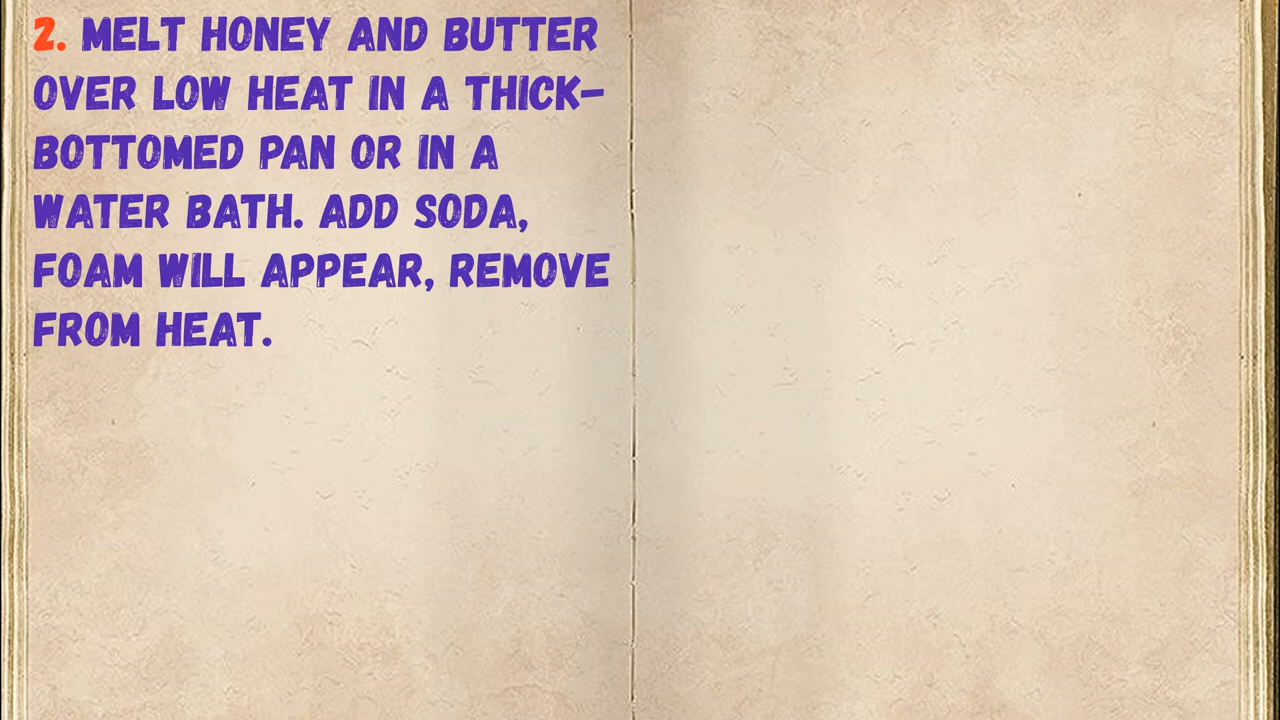 2. MELT HONEY AND BUTTER
OVER LOW HEAT IN A THICK-
BOTTOMED PAN OR IN A
WATER BATH. ADD SODA,
FOAM WILL APPEAR, REMOVE
FROM HEAT.